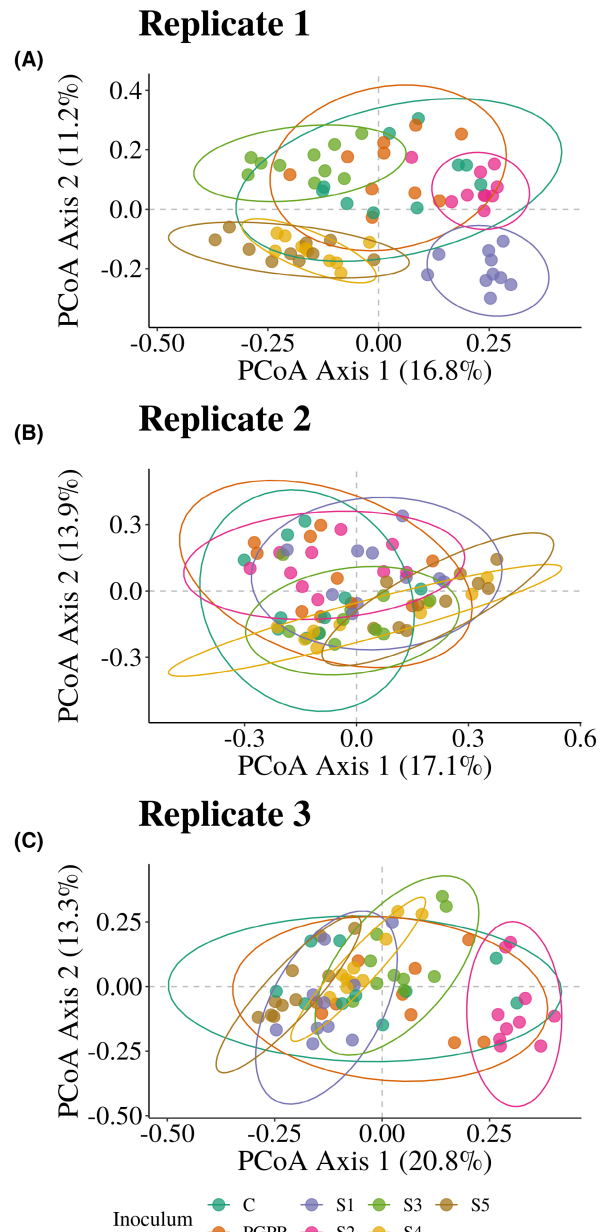 Replicate 1
(A)
PCoA Axis 2 (11.2%)
0.4
0.2
0.0
-0.2
-0.50 -0.25 0.00 0.25
PCoA Axis 1 (16.8%)
Replicate 2
(B)
PCoA Axis 2 (13.9%)
0.3
0.0
-0.3
-0.3 0.0 0.3 0.6
PCoA Axis 1 (17.1%)
Replicate 3
(C)
PCoA Axis 2 (13.3%)
0.25
0.00
-0.25
-0.50
-0.50 -0.25 0.00 0.25
PCoA Axis 1 (20.8%)
Inoculum
C S1 S3 S5
PGPR S2 S4